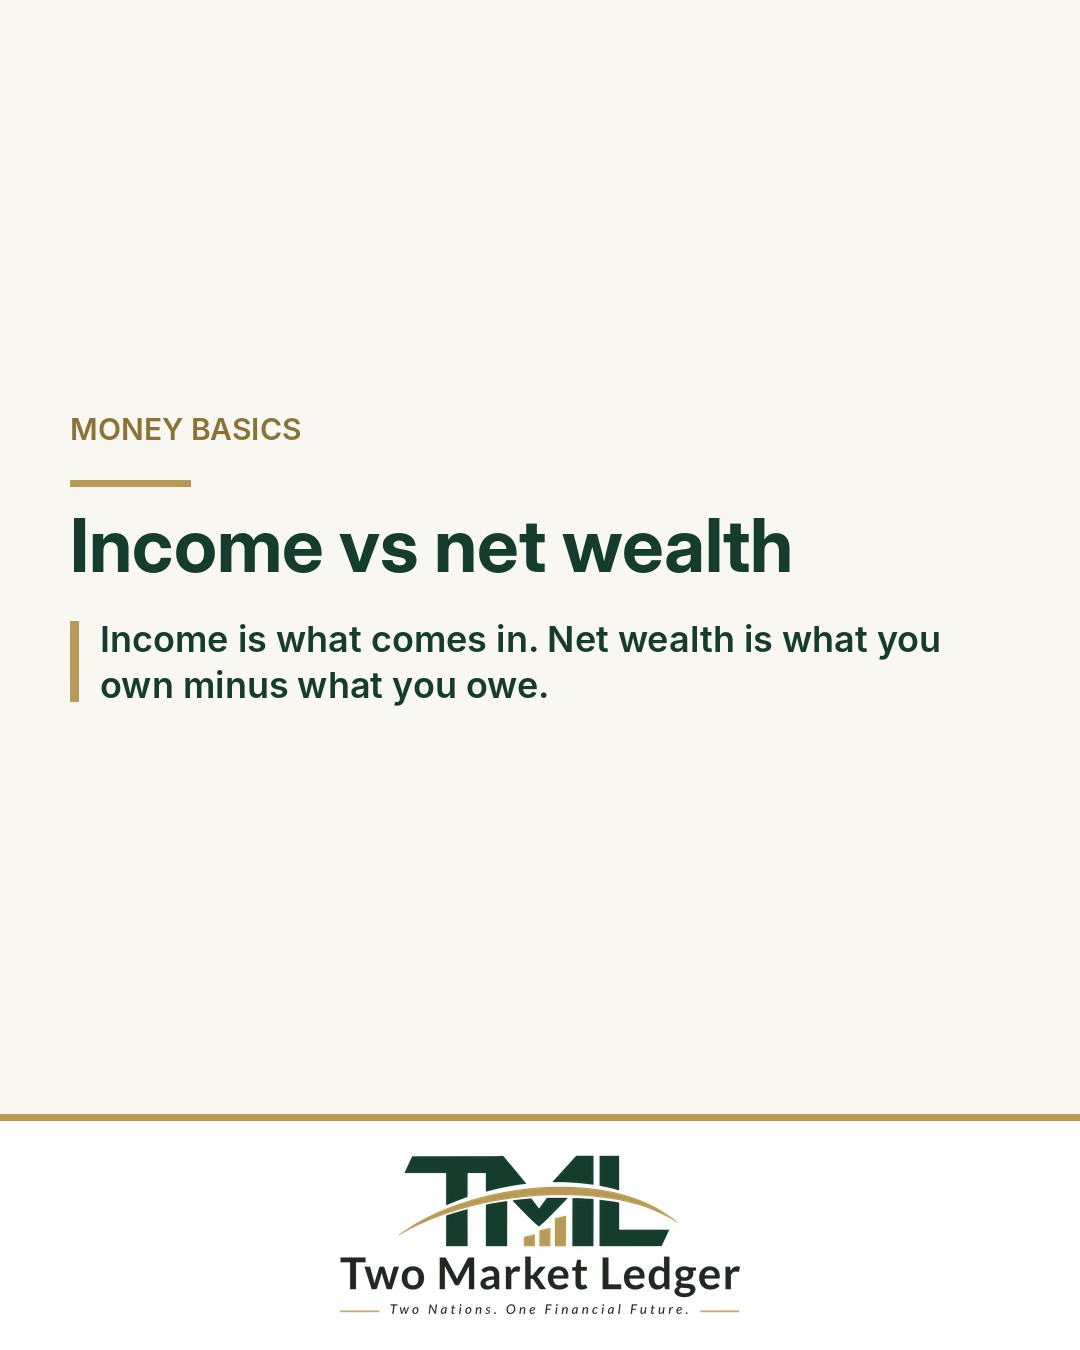 MONEY BASICS
Income vs net wealth
Income is what comes in. Net wealth is what you
own minus what you owe.
TML
Two Market Ledger
Two Nations. One Financial Future.